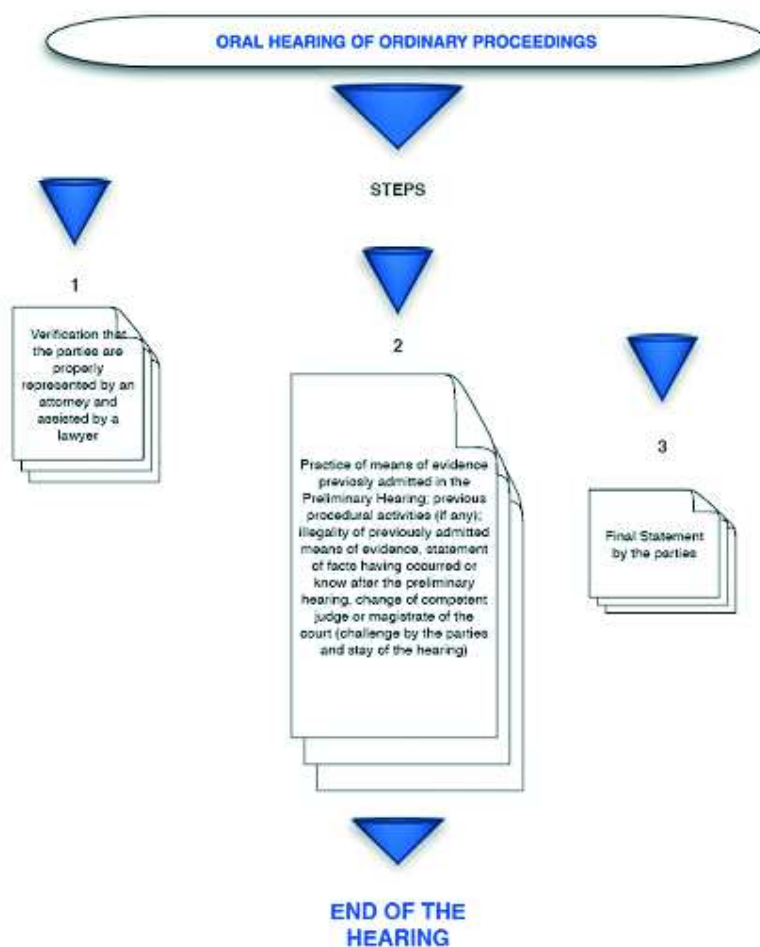 ORAL HEARING OF ORDINARY PROCEEDINGS
STEPS
1
Verification that
the parties are
properly
represented by an
attorney and
assisted by a
lawyer
2
Practice of means of evidence
previosly admitted in the
Preliminary Hearing; previous
procedural activities (if any);
illegality of previously admitted
means of evidence, statement
of facts having occurred or
know after the preliminary
hearing, change of competent
judge or magistrate of the
court (challenge by the parties
and stay of the hearing)
3
Final Statement
by the parties
END OF THE
HEARING